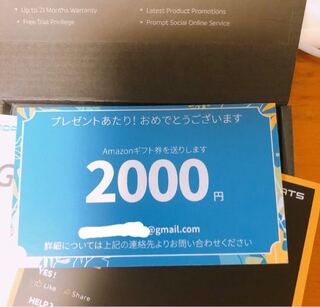 • Up to 21 Months Warranty
• Free Trial Privilege
• Latest Product Promotions
• Prompt Social Online Service
プレゼントあたり！おめでとうございます
Amazonギフト券を送りします
2000円
@gmail.com
詳細については上記の連絡先よりお問い合わせください
YES!
Like
Share
HELP